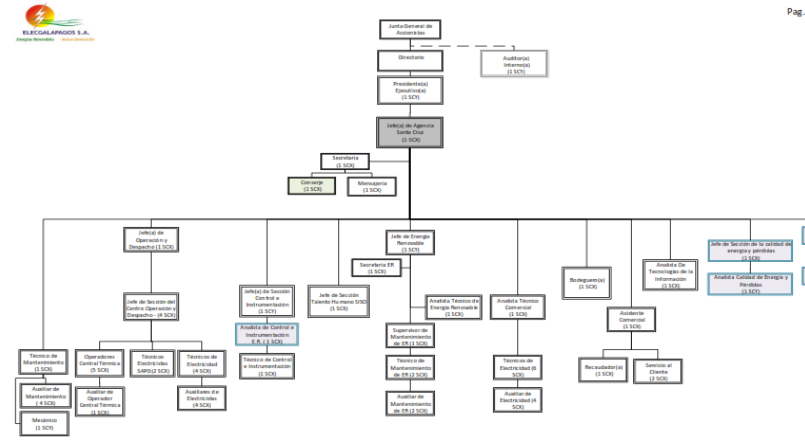 Pag.
ELECGALAPAGOS S.A.
Energías Renovables
Junta General de
Accionistas
Directorio
Auditor(a)
Interno(a)
(1 SCY)
Presidente(a)
Ejecutivo(a)
(1 SCY)
Jefe(a) de Agencia
Santa Cruz
(1 SCX)
Secretaria
(1 SCX)
Conserje
(1 SCX)
Mensajería
(1 SCX)
Jefe(a) de
Operación y
Despacho (1 SCX)
Jefe de Energía
Renovable
(1 SCY)
Jefe de Sección de la calidad de
energía y pérdidas
(1 SCX)
Secretaria ER
(1 SCX)
Bodeguero(a)
(1 SCX)
Analista De
Tecnologías de la
Información
(1 SCX)
Analista Calidad de Energía y
Pérdidas
(1 SCY)
Jefe de Sección del
Centro Operación y
Despacho - (4 SCX)
Jefe(a) de Sección
Control e
Instrumentación
(1 SCY)
Jefe de Sección
Talento Humano SISO
(1 SCX)
Analista Técnico de
Energía Renovable
(1 SCX)
Analista Técnico
Comercial
(1 SCX)
Asistente
Comercial
(1 SCX)
Analista de Control e
Instrumentación
E.R. ( 1 SCX)
Supervisor de
Mantenimiento
de ER (1 SCX)
Técnico de
Mantenimiento
(1 SCX)
Operadores
Central Térmica
(5 SCX)
Técnicos
Electricidad
(2 SCX)
Técnicos de
Electricidad
(4 SCX)
Técnico de Control
e Instrumentación
(1 SCX)
Técnico de
Mantenimiento
de ER (2 SCX)
Técnicos de
Electricidad (6
SCX)
Recaudador(a)
(1 SCX)
Servicio al
Cliente
(2 SCX)
Auxiliar de
Mantenimiento
( 4 SCX)
Auxiliar de
Operador
Central Térmica
(1 SCX)
Auxiliares de
Electricidad
(4 SCX)
Auxiliar de
Mantenimiento
de ER (2 SCX)
Auxiliar de
Electricidad (4
SCX)
Mecánico
(1 SCY)